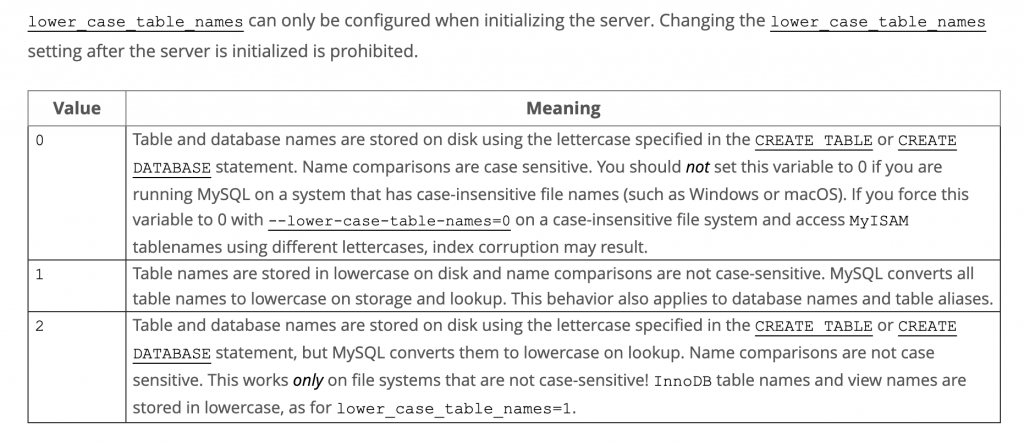 lower_case_table_names can only be configured when initializing the server. Changing the lower_case_table_names
setting after the server is initialized is prohibited.
Value Meaning
0 Table and database names are stored on disk using the lettercase specified in the CREATE TABLE or CREATE
DATABASE statement. Name comparisons are case sensitive. You should not set this variable to 0 if you are
running MySQL on a system that has case-insensitive file names (such as Windows or macOS). If you force this
variable to 0 with --lower-case-table-names=0 on a case-insensitive file system and access MyISAM
tablenames using different lettercases, index corruption may result.
1 Table names are stored in lowercase on disk and name comparisons are not case-sensitive. MySQL converts all
table names to lowercase on storage and lookup. This behavior also applies to database names and table aliases.
2 Table and database names are stored on disk using the lettercase specified in the CREATE TABLE or CREATE
DATABASE statement, but MySQL converts them to lowercase on lookup. Name comparisons are not case
sensitive. This works only on file systems that are not case-sensitive! InnoDB table names and view names are
stored in lowercase, as for lower_case_table_names=1.